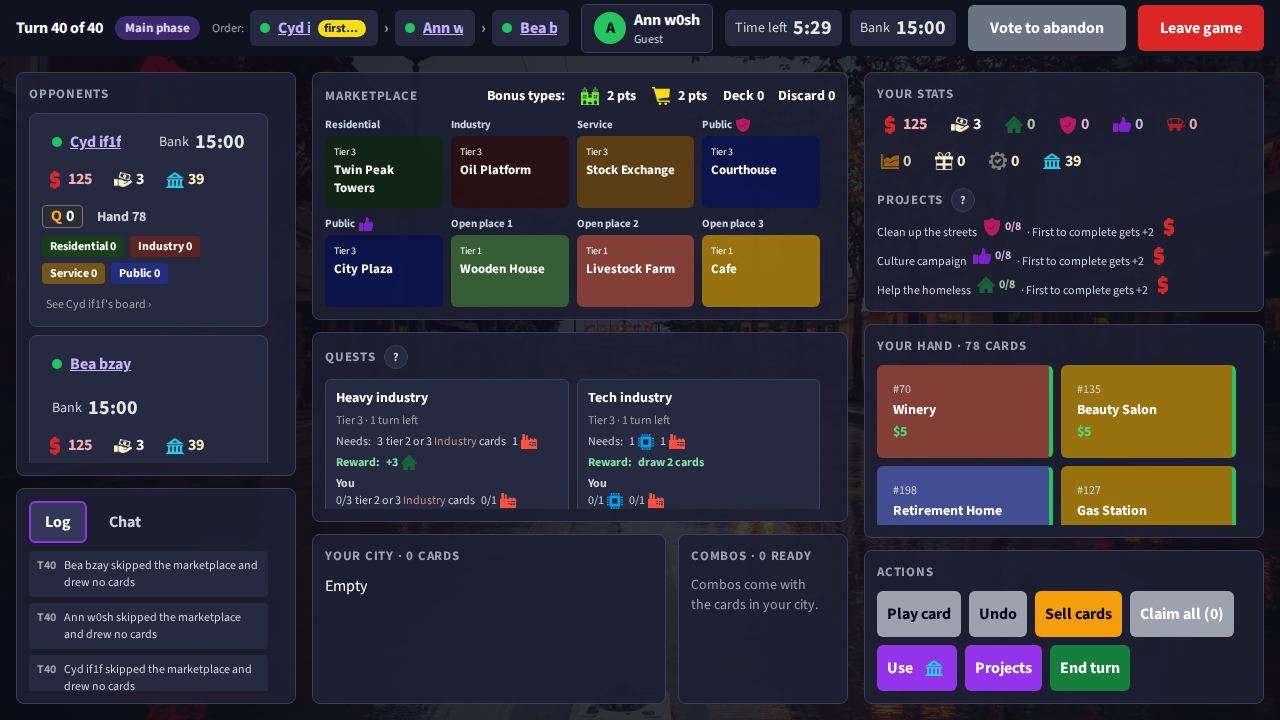 Turn 40 of 40
Main phase
Order:
Cyd i
first...
›
Ann w
›
Bea b
A
Ann w0sh
Guest
Time left 5:29
Bank 15:00
Vote to abandon
Leave game
OPPONENTS
Cyd if1f
Bank 15:00
125
3
39
Q 0
Hand 78
Residential 0
Industry 0
Service 0
Public 0
See Cyd if1f's board ›
Bea bzay
Bank 15:00
125
3
39
Log
Chat
T40 Bea bzay skipped the marketplace and
drew no cards
T40 Ann w0sh skipped the marketplace
and drew no cards
T40 Cyd if1f skipped the marketplace and
drew no cards
MARKETPLACE
Bonus types:
2 pts
2 pts
Deck 0
Discard 0
Residential
Industry
Service
Public
Tier 3
Twin Peak
Towers
Tier 3
Oil Platform
Tier 3
Stock Exchange
Tier 3
Courthouse
Public
Open place 1
Open place 2
Open place 3
Tier 3
City Plaza
Tier 1
Wooden House
Tier 1
Livestock Farm
Tier 1
Cafe
QUESTS
?
Heavy industry
Tier 3 · 1 turn left
Needs: 3 tier 2 or 3 Industry cards 1
Reward: +3
You
0/3 tier 2 or 3 Industry cards 0/1
Tech industry
Tier 3 · 1 turn left
Needs: 1 1
Reward: draw 2 cards
You
0/1 0/1
YOUR CITY · 0 CARDS
Empty
COMBOS · 0 READY
Combos come with
the cards in your city.
YOUR STATS
125
3
0
0
0
0
0
0
0
39
PROJECTS
?
Clean up the streets 0/8 · First to complete gets +2
Culture campaign 0/8 · First to complete gets +2
Help the homeless 0/8 · First to complete gets +2
YOUR HAND · 78 CARDS
#70
Winery
$5
#135
Beauty Salon
$5
#198
Retirement Home
#127
Gas Station
ACTIONS
Play card
Undo
Sell cards
Claim all (0)
Use
Projects
End turn